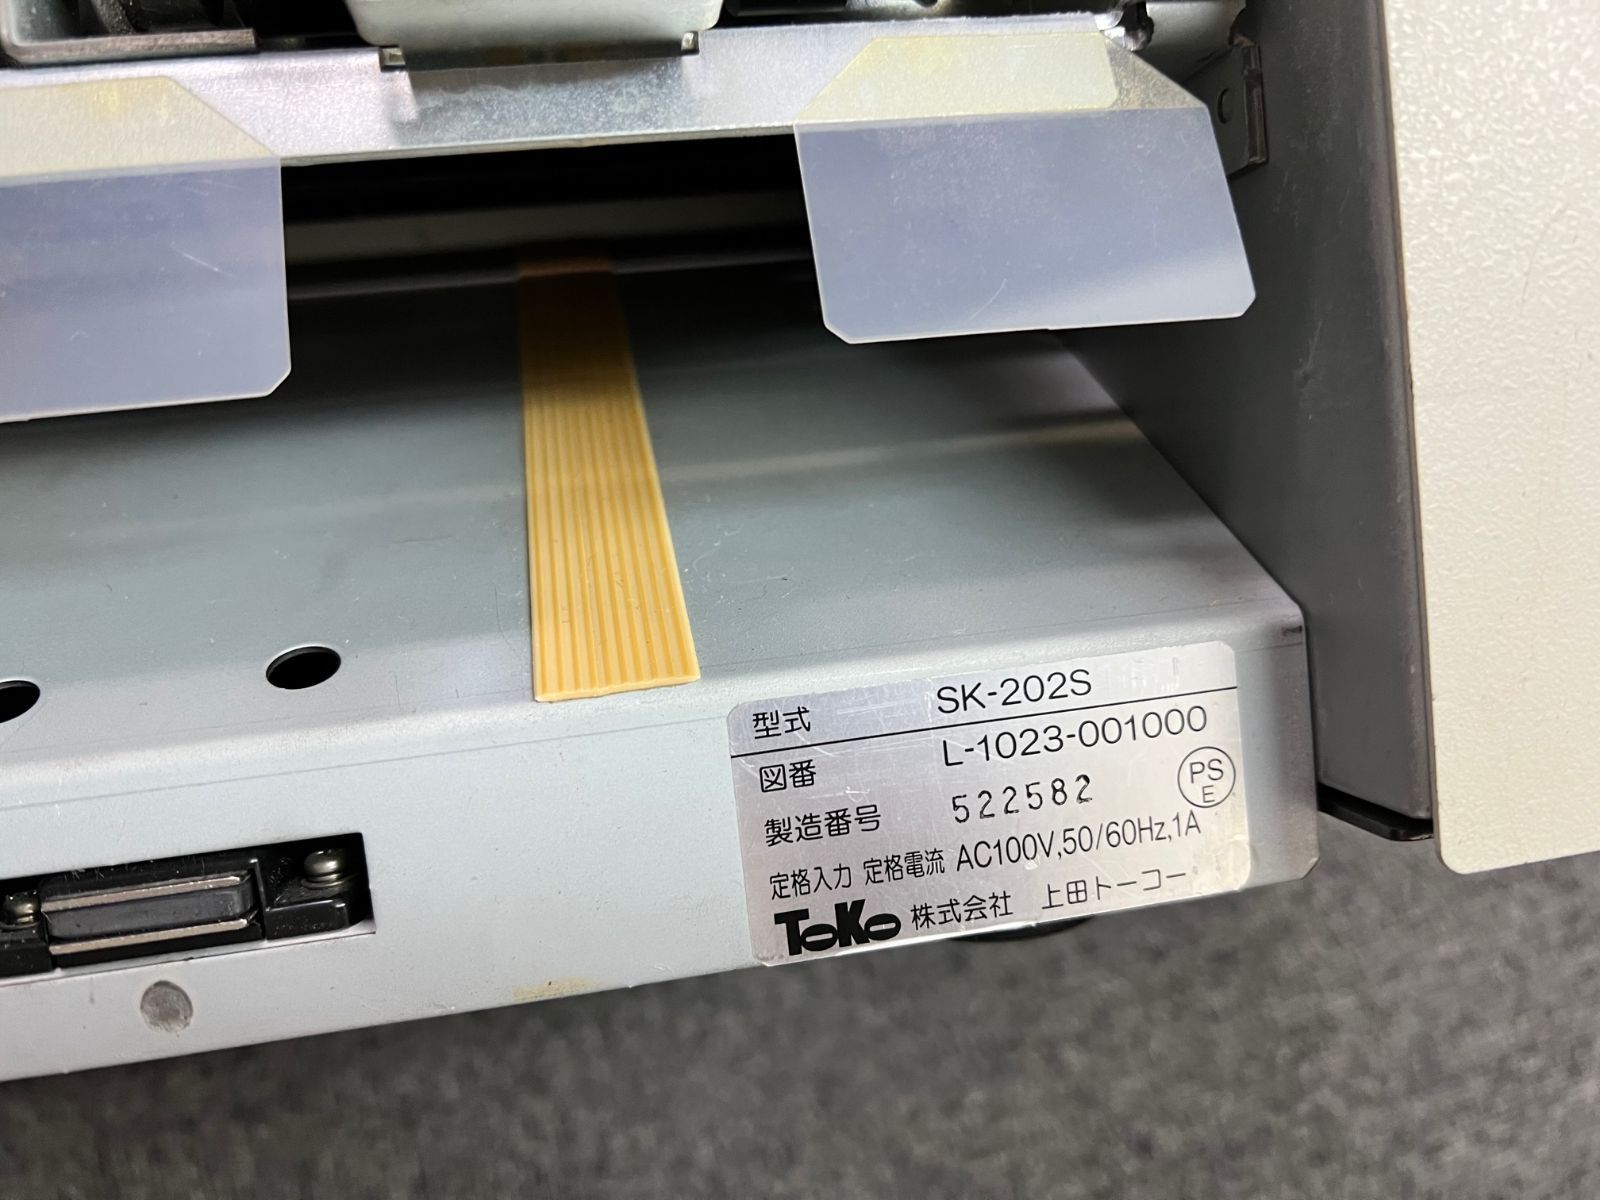 型式 SK-202S
図番 L-1023-001000
製造番号 522582
PS
E
定格入力 定格電流 AC100V,50/60Hz,1A
ToKo 株式会社 上田トーコー